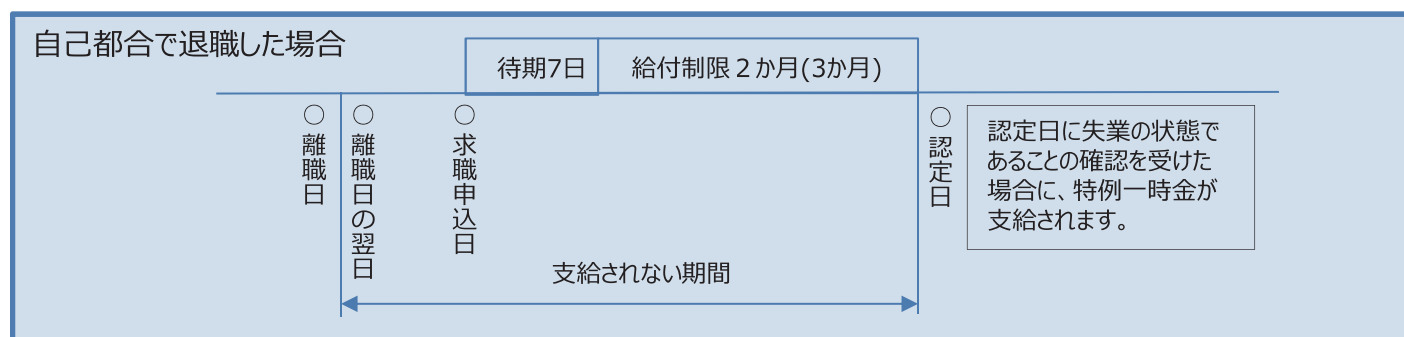 自己都合で退職した場合
待期7日
給付制限２か月(3か月)
○離職日
○離職日の翌日
○求職申込日
○認定日
認定日に失業の状態で
あることの確認を受けた
場合に、特例一時金が
支給されます。
支給されない期間